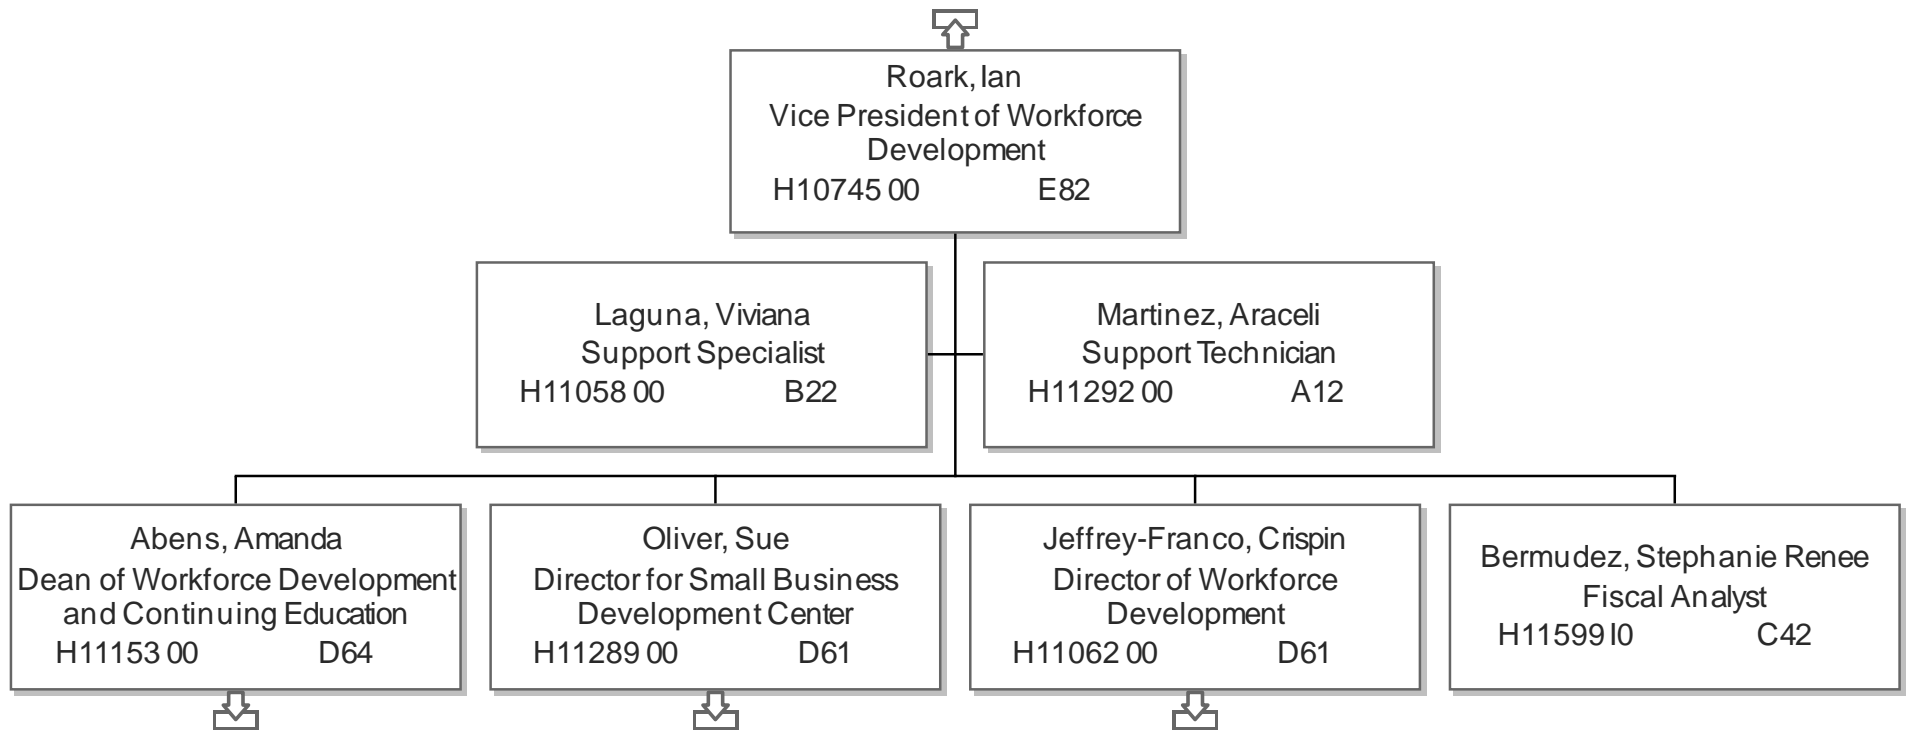 Roark, Ian
Vice President of Workforce
Development
H10745 00 E82
Laguna, Viviana
Support Specialist
H11058 00 B22
Martinez, Araceli
Support Technician
H11292 00 A12
Abens, Amanda
Dean of Workforce Development
and Continuing Education
H11153 00 D64
Oliver, Sue
Director for Small Business
Development Center
H11289 00 D61
Jeffrey-Franco, Crispin
Director of Workforce
Development
H11062 00 D61
Bermudez, Stephanie Renee
Fiscal Analyst
H11599 I0 C42